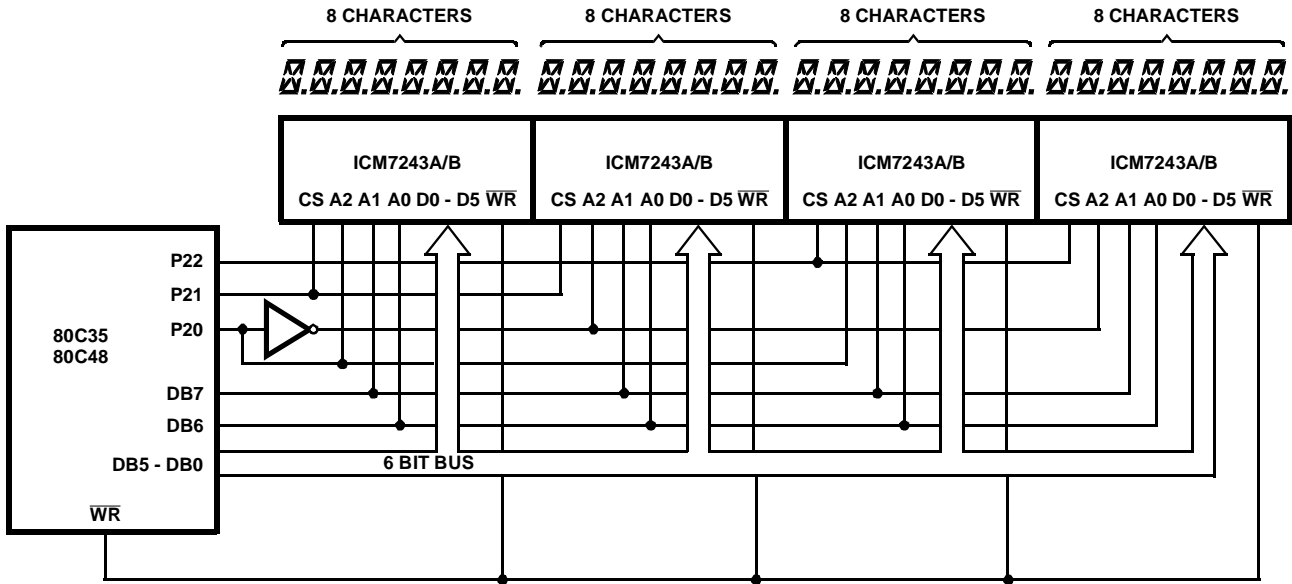 8 CHARACTERS 8 CHARACTERS 8 CHARACTERS 8 CHARACTERS
ICM7243A/B ICM7243A/B ICM7243A/B ICM7243A/B
CS A2 A1 A0 D0 - D5 WR CS A2 A1 A0 D0 - D5 WR CS A2 A1 A0 D0 - D5 WR CS A2 A1 A0 D0 - D5 WR
P22
P21
P20
80C35
80C48
DB7
DB6
DB5 - DB0
6 BIT BUS
WR